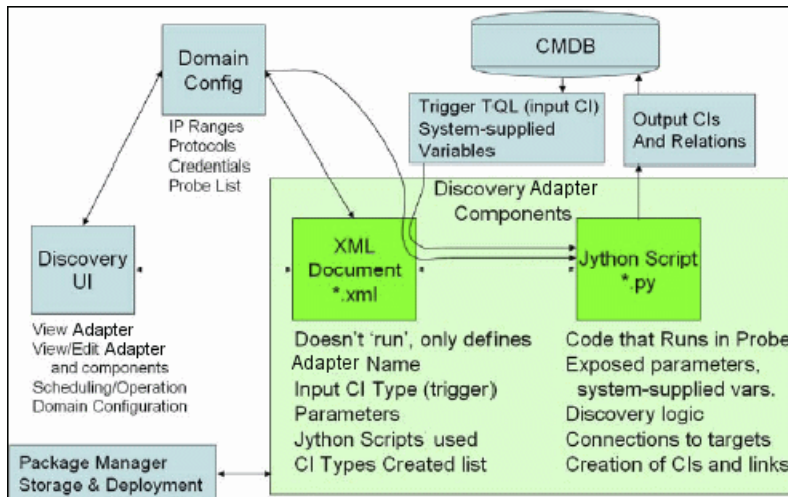 Domain
Config
IP Ranges
Protocols
Credentials
Probe List
CMDB
Trigger TQL (input CI)
System-supplied
Variables
Output CIs
And Relations
Discovery Adapter
Components
Discovery
UI
View Adapter
View/Edit Adapter
and components
Scheduling/Operation
Domain Configuration
XML
Document
*.xml
Doesn't 'run', only defines
Adapter Name
Input CI Type (trigger)
Parameters
Jython Scripts used
CI Types Created list
Jython Script
*.py
Code that Runs in Probe
Exposed parameters,
system-supplied vars.
Discovery logic
Connections to targets
Creation of CIs and links
Package Manager
Storage & Deployment